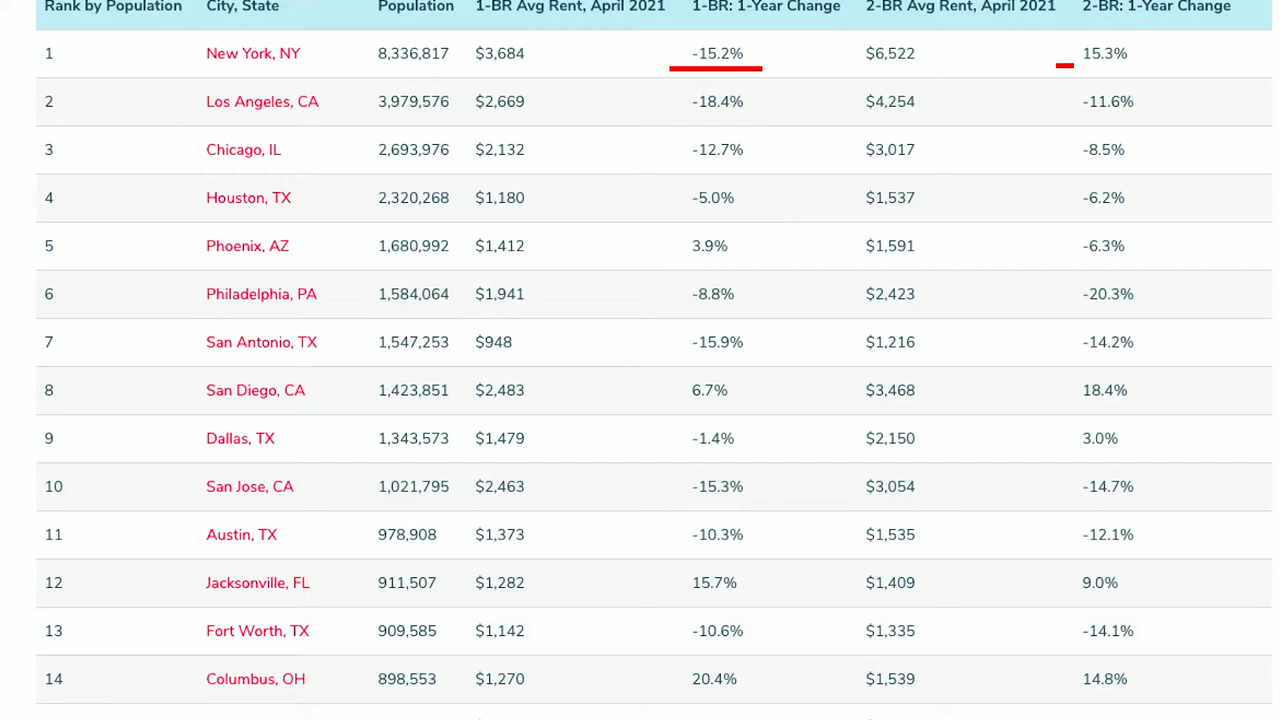 Rank by Population City, State Population 1-BR Avg Rent, April 2021 1-BR: 1-Year Change 2-BR Avg Rent, April 2021 2-BR: 1-Year Change
1 New York, NY 8,336,817 $3,684 -15.2% $6,522 15.3%
2 Los Angeles, CA 3,979,576 $2,669 -18.4% $4,254 -11.6%
3 Chicago, IL 2,693,976 $2,132 -12.7% $3,017 -8.5%
4 Houston, TX 2,320,268 $1,180 -5.0% $1,537 -6.2%
5 Phoenix, AZ 1,680,992 $1,412 3.9% $1,591 -6.3%
6 Philadelphia, PA 1,584,064 $1,941 -8.8% $2,423 -20.3%
7 San Antonio, TX 1,547,253 $948 -15.9% $1,216 -14.2%
8 San Diego, CA 1,423,851 $2,483 6.7% $3,468 18.4%
9 Dallas, TX 1,343,573 $1,479 -1.4% $2,150 3.0%
10 San Jose, CA 1,021,795 $2,463 -15.3% $3,054 -14.7%
11 Austin, TX 978,908 $1,373 -10.3% $1,535 -12.1%
12 Jacksonville, FL 911,507 $1,282 15.7% $1,409 9.0%
13 Fort Worth, TX 909,585 $1,142 -10.6% $1,335 -14.1%
14 Columbus, OH 898,553 $1,270 20.4% $1,539 14.8%